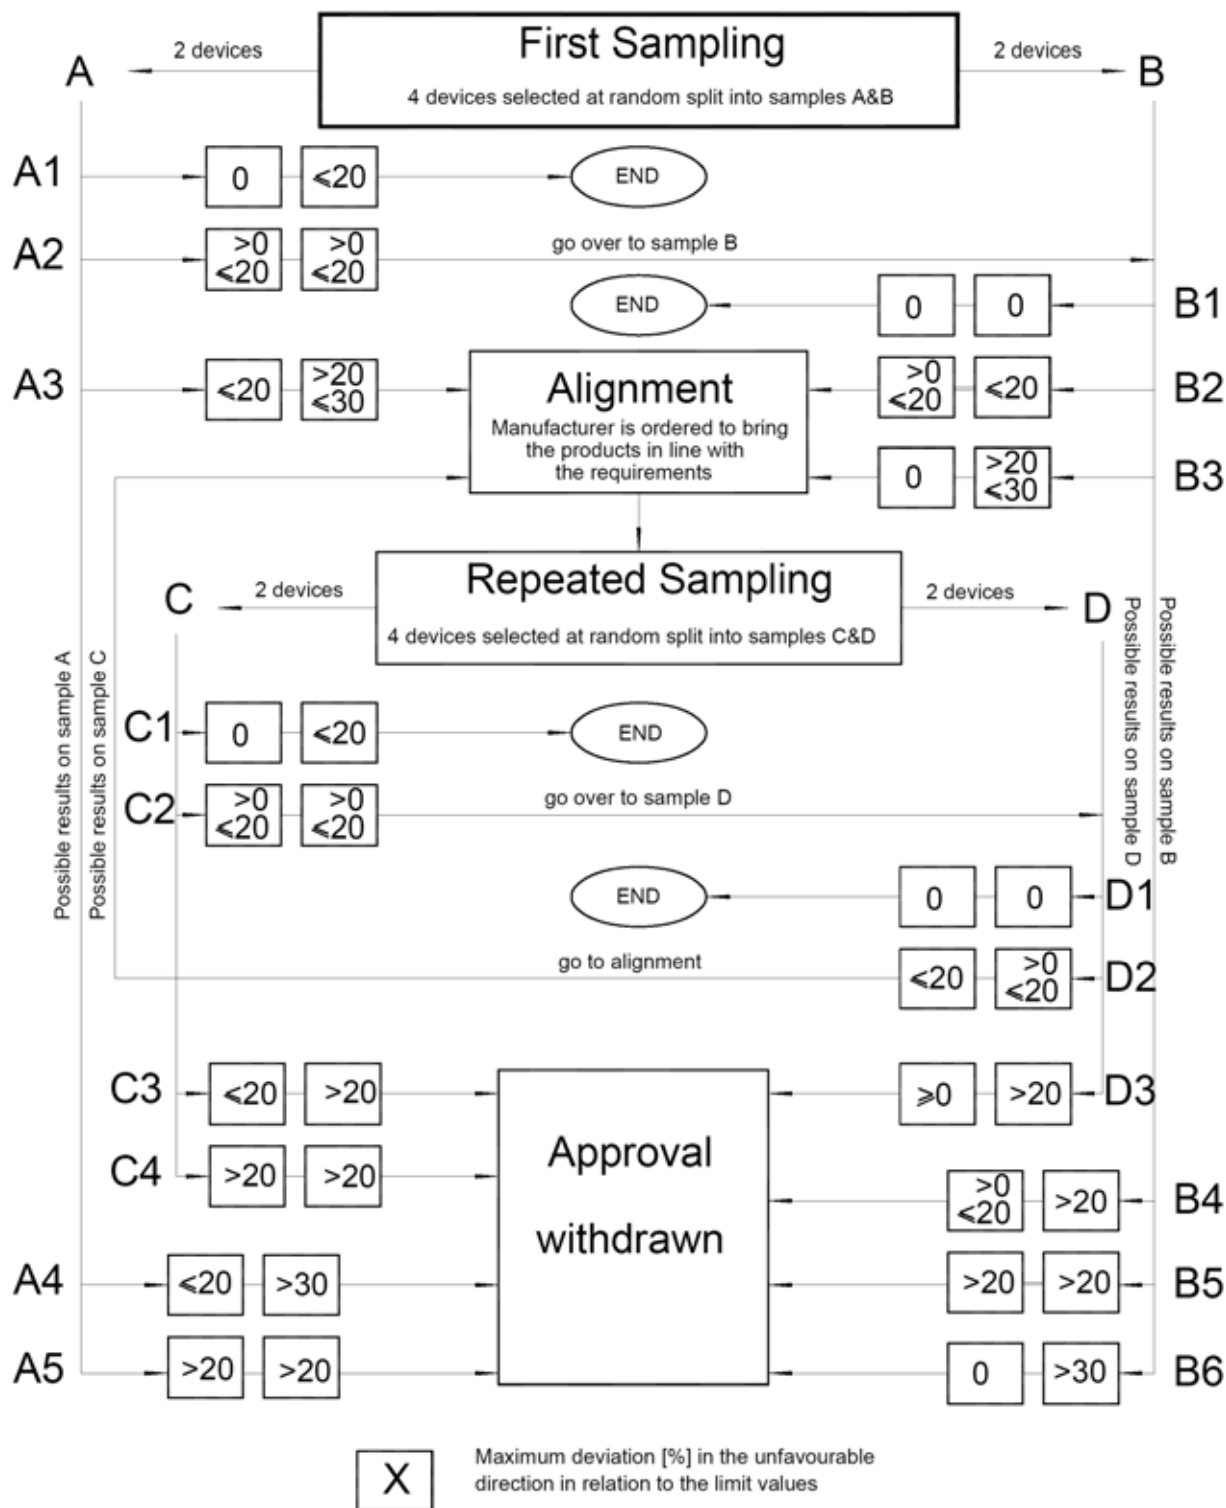 First Sampling
4 devices selected at random split into samples A&B
A
2 devices
2 devices
B
A1
0
⩽20
END
A2
>0
⩽20
>0
⩽20
go over to sample B
END
0
0
B1
A3
⩽20
>20
⩽30
Alignment
Manufacturer is ordered to bring
the products in line with
the requirements
>0
⩽20
⩽20
B2
0
>20
⩽30
B3
Repeated Sampling
4 devices selected at random split into samples C&D
C
2 devices
2 devices
D
Possible results on sample A
Possible results on sample C
Possible results on sample D
Possible results on sample B
C1
0
⩽20
END
C2
>0
⩽20
>0
⩽20
go over to sample D
END
0
0
D1
go to alignment
⩽20
>0
⩽20
D2
C3
⩽20
>20
Approval
withdrawn
⩾0
>20
D3
C4
>20
>20
>0
⩽20
>20
B4
A4
⩽20
>30
>20
>20
B5
A5
>20
>20
0
>30
B6
X
Maximum deviation [%] in the unfavourable
direction in relation to the limit values